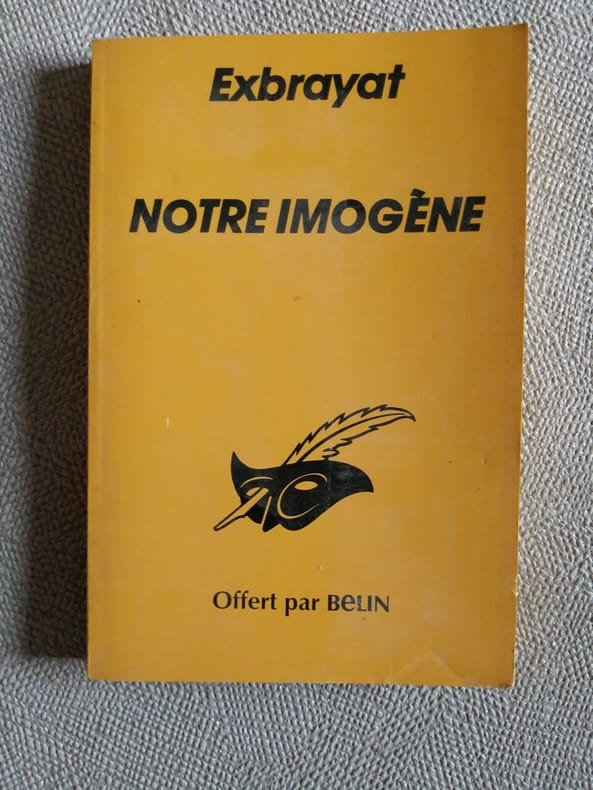 Exbrayat
NOTRE IMOGÈNE
Offert par BeLIN